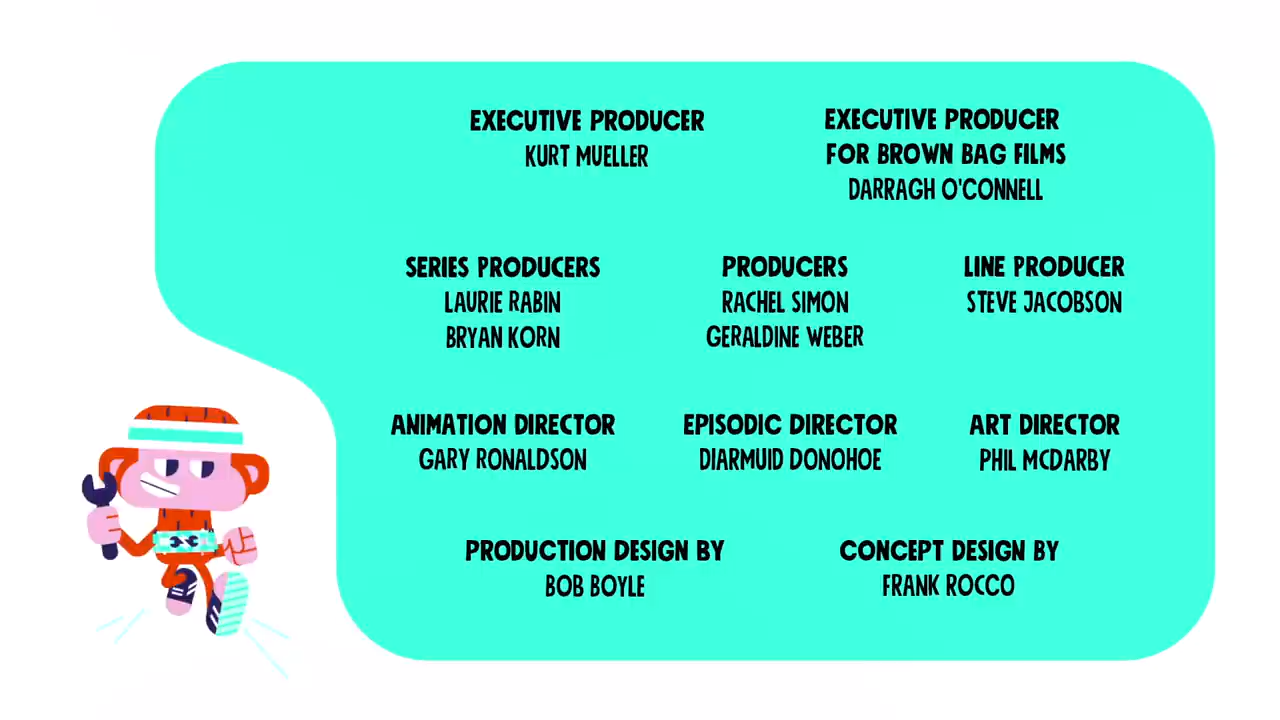 EXECUTIVE PRODUCER
KURT MUELLER
EXECUTIVE PRODUCER
FOR BROWN BAG FILMS
DARRAGH O'CONNELL
SERIES PRODUCERS
LAURIE RABIN
BRYAN KORN
PRODUCERS
RACHEL SIMON
GERALDINE WEBER
LINE PRODUCER
STEVE JACOBSON
ANIMATION DIRECTOR
GARY RONALDSON
EPISODIC DIRECTOR
DIARMUID DONOHOE
ART DIRECTOR
PHIL MCDARBY
PRODUCTION DESIGN BY
BOB BOYLE
CONCEPT DESIGN BY
FRANK ROCCO